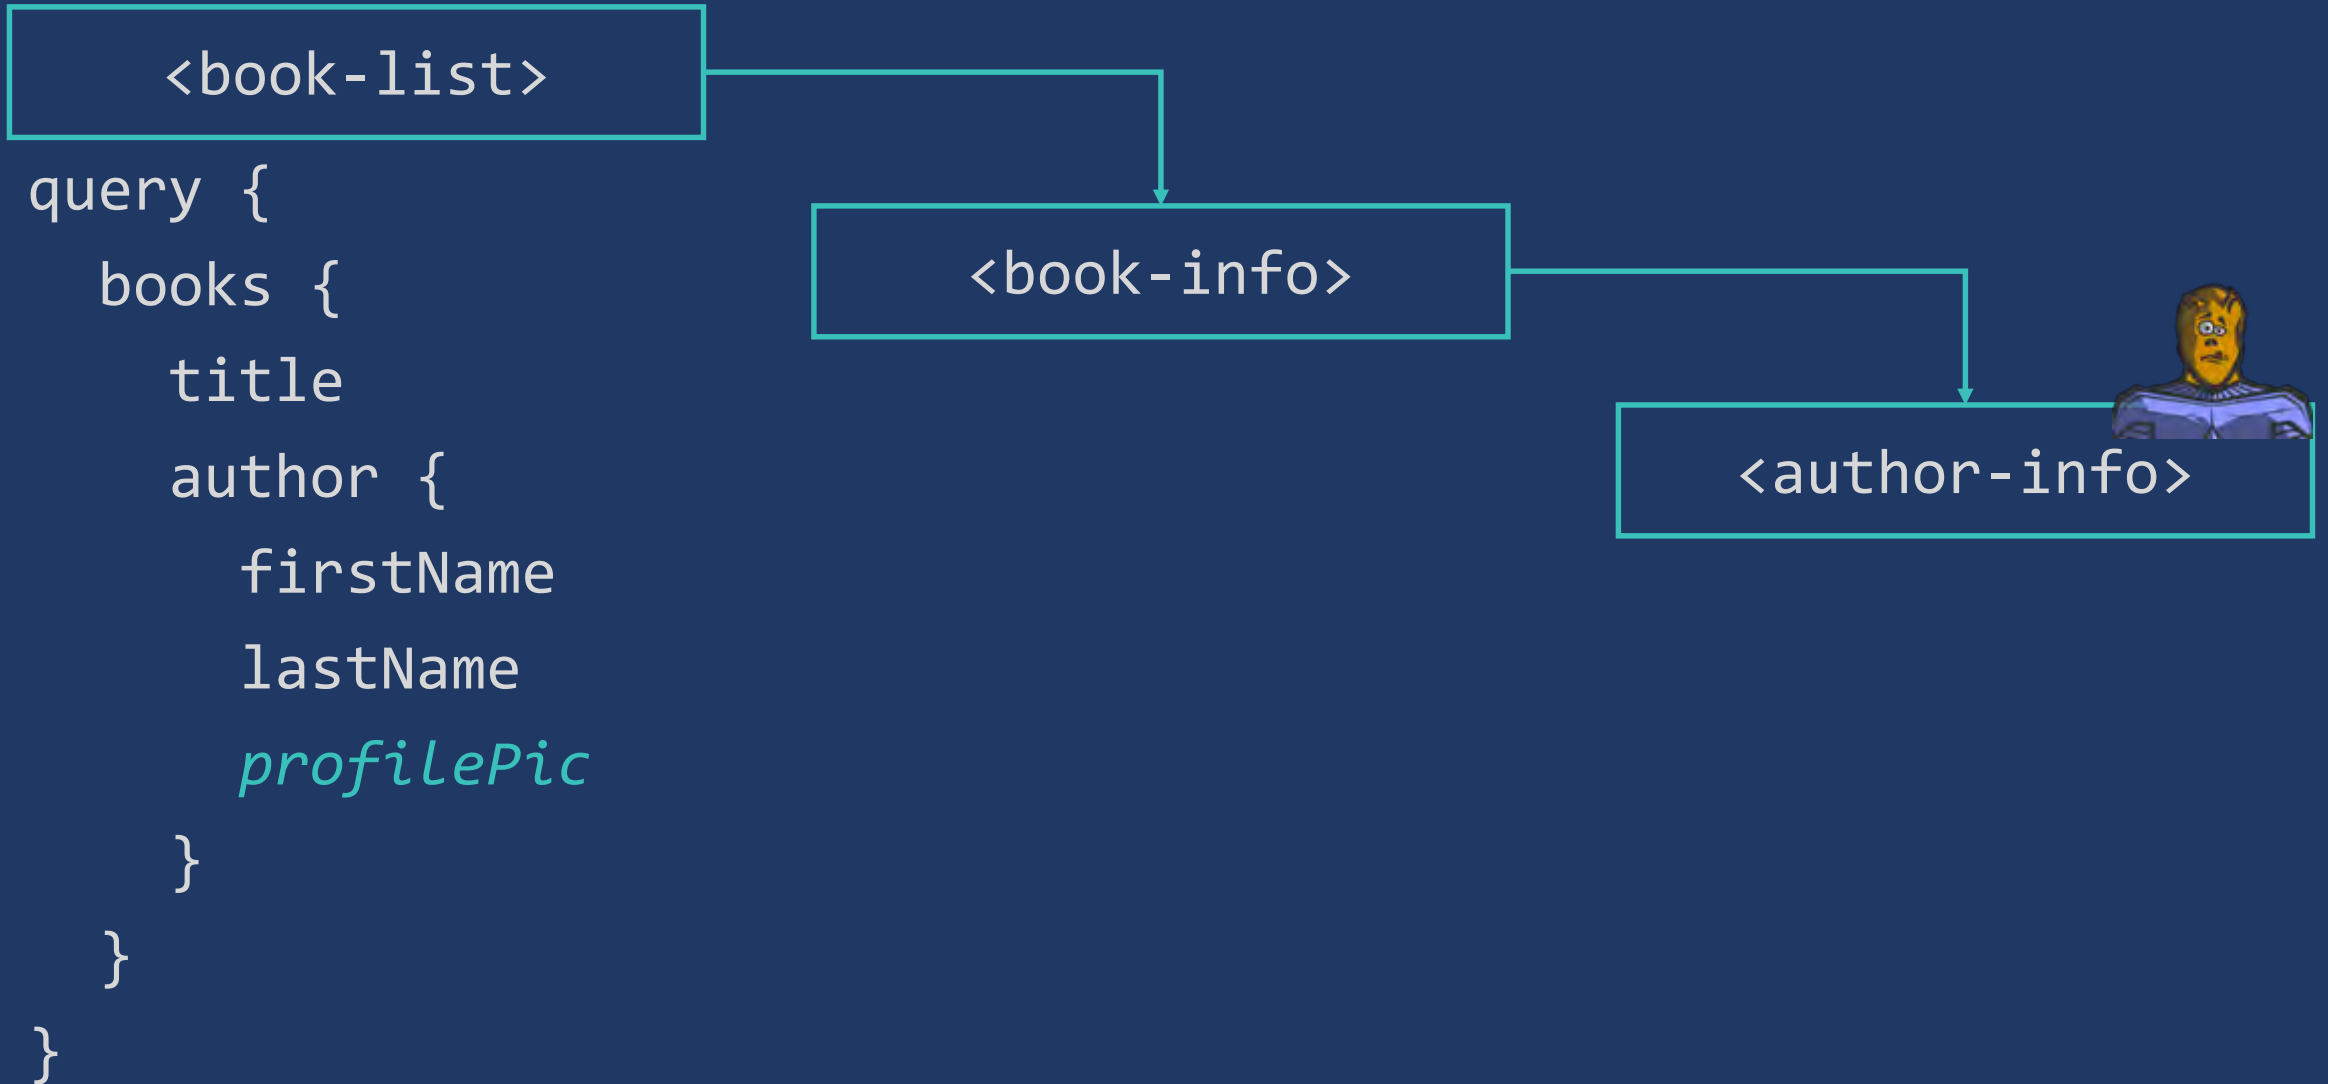 <book-list>
query {
books {
title
author {
firstName
lastName
profilePic
}
}
}
<book-info>
<author-info>